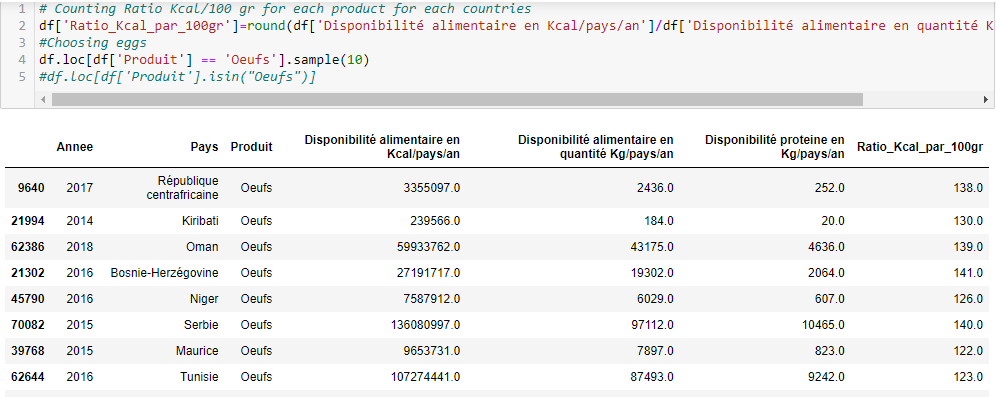 1 # Counting Ratio Kcal/100 gr for each product for each countries
2 df['Ratio_Kcal_par_100gr']=round(df['Disponibilité alimentaire en Kcal/pays/an']/df['Disponibilité alimentaire en quantité K
3 #Choosing eggs
4 df.loc[df['Produit'] == 'Oeufs'].sample(10)
5 #df.loc[df['Produit'].isin("Oeufs")]
Annee Pays Produit Disponibilité alimentaire en Kcal/pays/an Disponibilité alimentaire en quantité Kg/pays/an Disponibilité proteine en Kg/pays/an Ratio_Kcal_par_100gr
9640 2017 République centrafricaine Oeufs 3355097.0 2436.0 252.0 138.0
21994 2014 Kiribati Oeufs 239566.0 184.0 20.0 130.0
62386 2018 Oman Oeufs 59933762.0 43175.0 4636.0 139.0
21302 2016 Bosnie-Herzégovine Oeufs 27191717.0 19302.0 2064.0 141.0
45790 2016 Niger Oeufs 7587912.0 6029.0 607.0 126.0
70082 2015 Serbie Oeufs 136080997.0 97112.0 10465.0 140.0
39768 2015 Maurice Oeufs 9653731.0 7897.0 823.0 122.0
62644 2016 Tunisie Oeufs 107274441.0 87493.0 9242.0 123.0